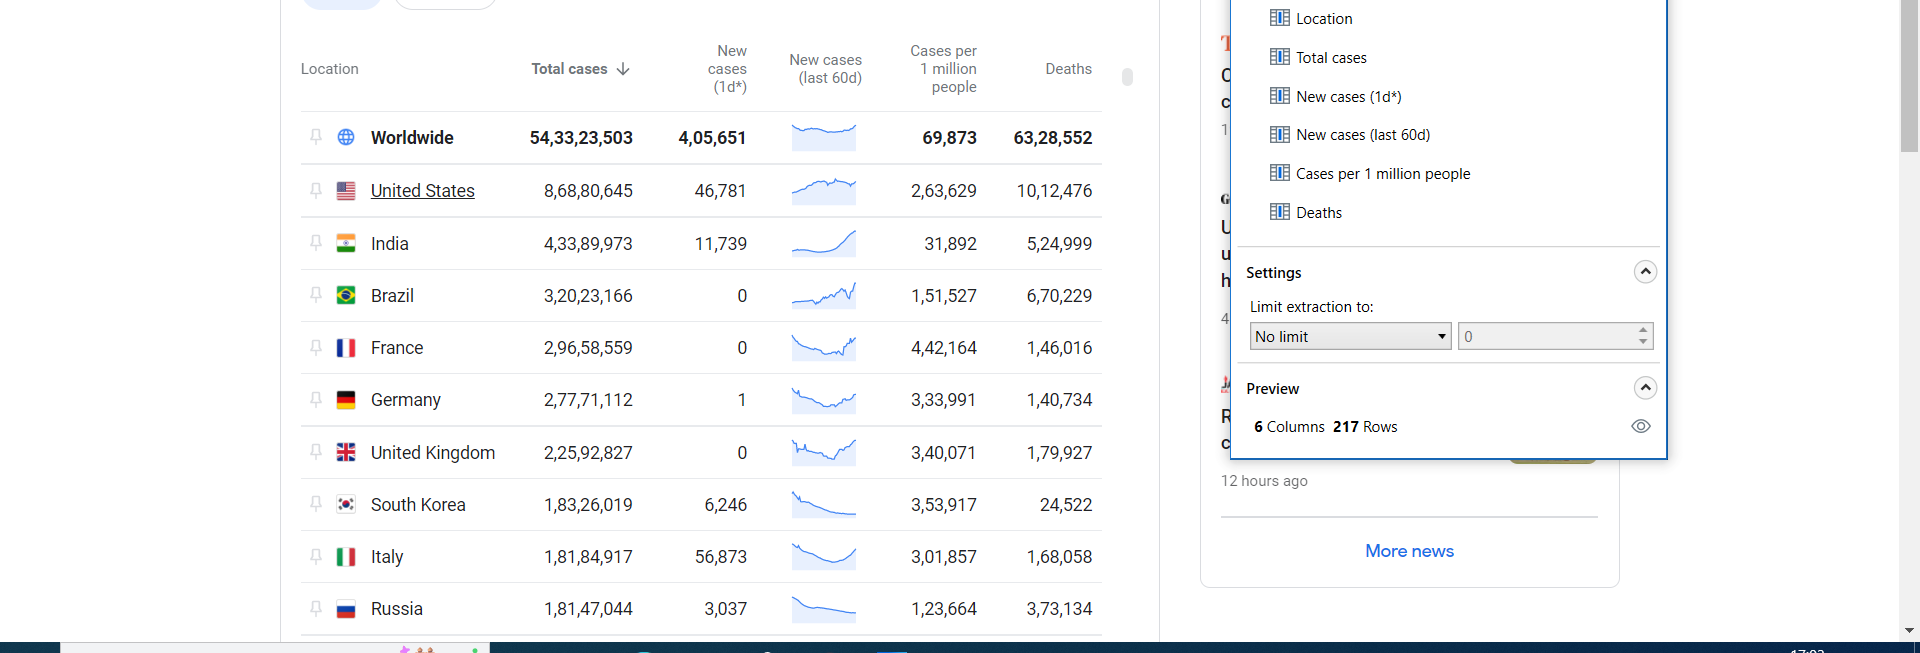 Location Total cases New cases (1d*) New cases (last 60d) Cases per 1 million people Deaths
Worldwide 54,33,23,503 4,05,651 69,873 63,28,552
United States 8,68,80,645 46,781 2,63,629 10,12,476
India 4,33,89,973 11,739 31,892 5,24,999
Brazil 3,20,23,166 0 1,51,527 6,70,229
France 2,96,58,559 0 4,42,164 1,46,016
Germany 2,77,71,112 1 3,33,991 1,40,734
United Kingdom 2,25,92,827 0 3,40,071 1,79,927
South Korea 1,83,26,019 6,246 3,53,917 24,522
Italy 1,81,84,917 56,873 3,01,857 1,68,058
Russia 1,81,47,044 3,037 1,23,664 3,73,134
Location
Total cases
New cases (1d*)
New cases (last 60d)
Cases per 1 million people
Deaths
Settings
Limit extraction to:
No limit 0
Preview
6 Columns 217 Rows
12 hours ago
More news